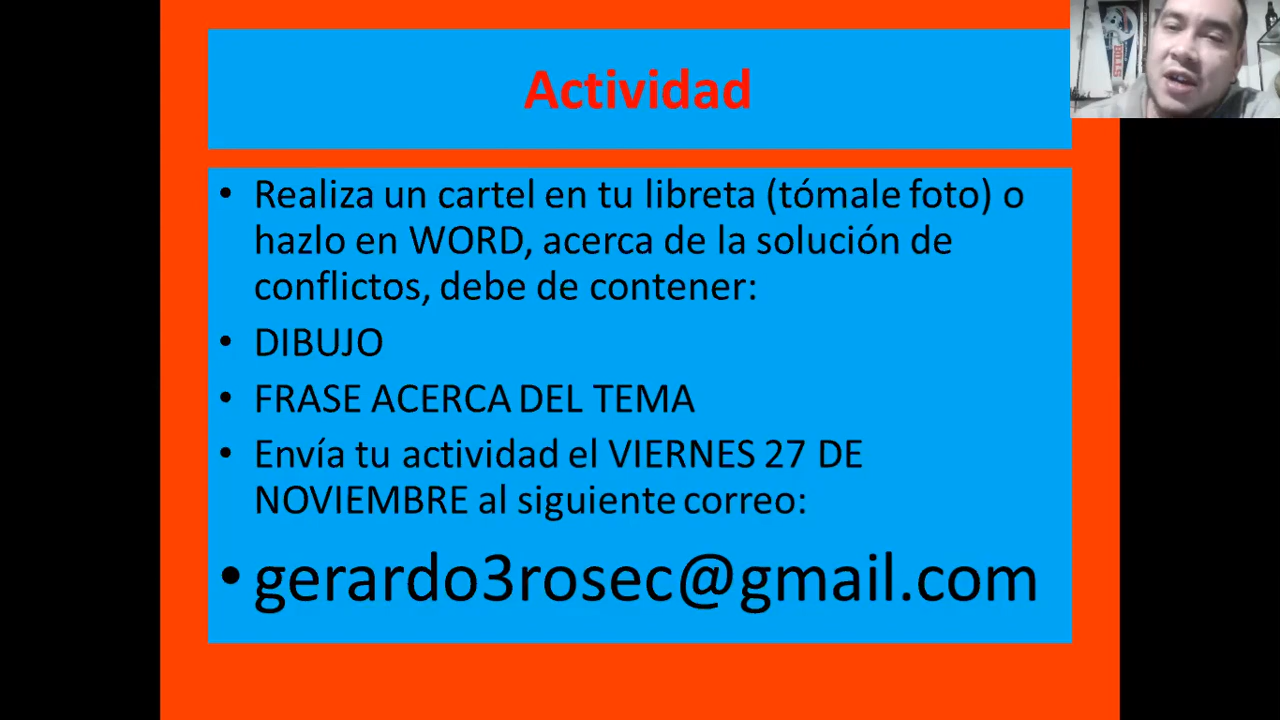 Actividad
• Realiza un cartel en tu libreta (tómale foto) o
hazlo en WORD, acerca de la solución de
conflictos, debe de contener:
• DIBUJO
• FRASE ACERCA DEL TEMA
• Envía tu actividad el VIERNES 27 DE
NOVIEMBRE al siguiente correo:
• gerardo3rosec@gmail.com